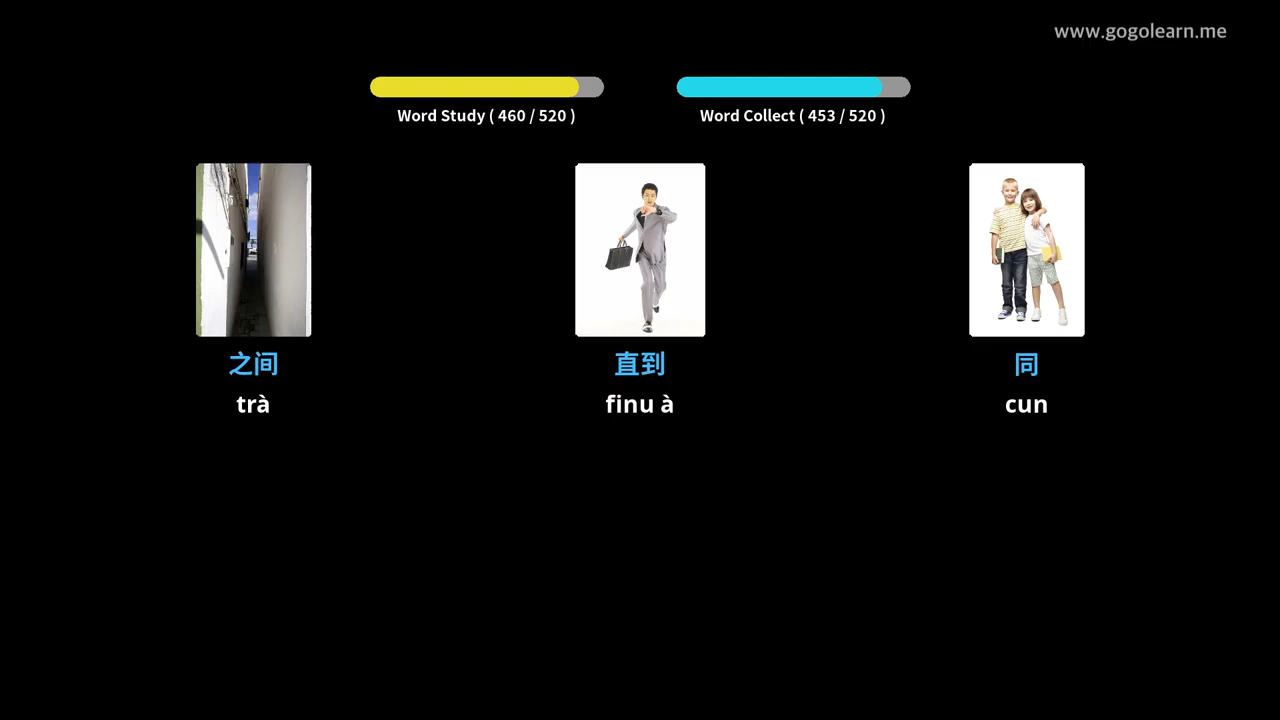 www.gogolearn.me
Word Study ( 460 / 520 )
Word Collect ( 453 / 520 )
之间
直到
同
trà
finu à
cun